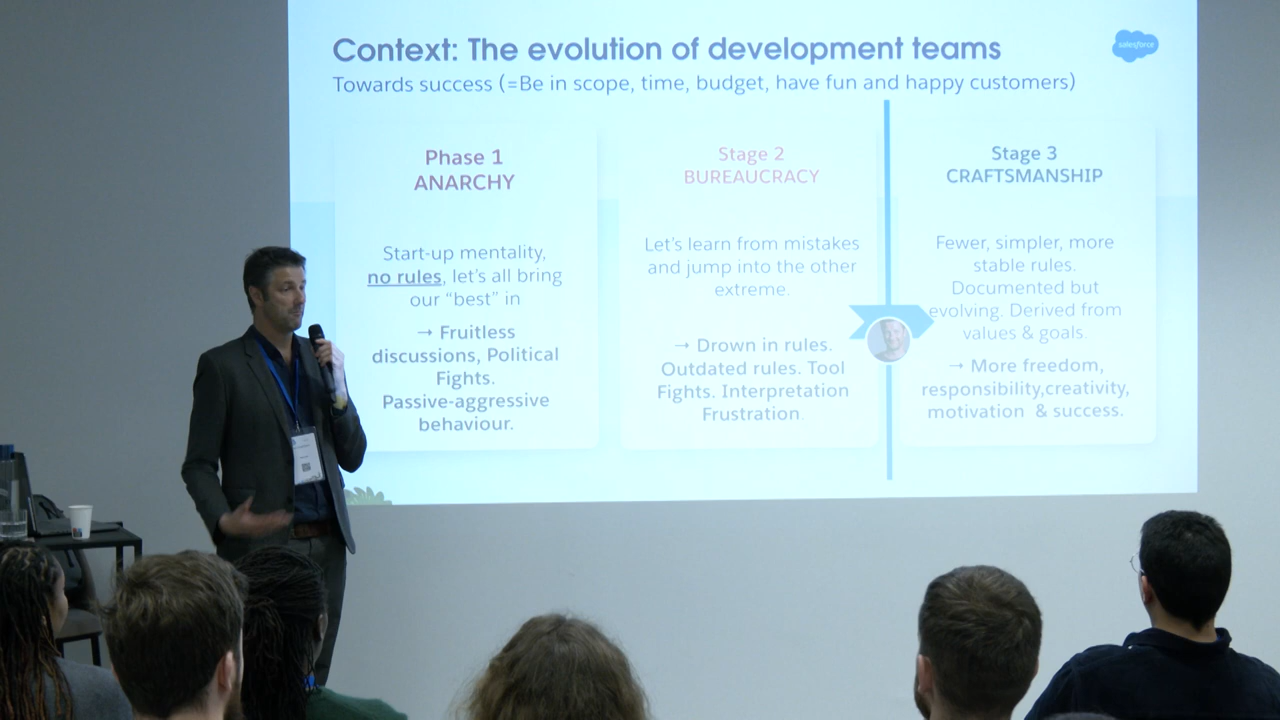 Context: The evolution of development teams
salesforce
Towards success (=Be in scope, time, budget, have fun and happy customers)
Phase 1
ANARCHY
Start-up mentality,
no rules, let's all bring
our “best” in
→ Fruitless
discussions, Political
Fights.
Passive-aggressive
behaviour.
Stage 2
BUREAUCRACY
Let's learn from mistakes
and jump into the other
extreme.
→ Drown in rules.
Outdated rules. Tool
Fights. Interpretation
Frustration.
Stage 3
CRAFTSMANSHIP
Fewer, simpler, more
stable rules.
Documented but
evolving. Derived from
values & goals.
→ More freedom,
responsibility,creativity,
motivation & success.